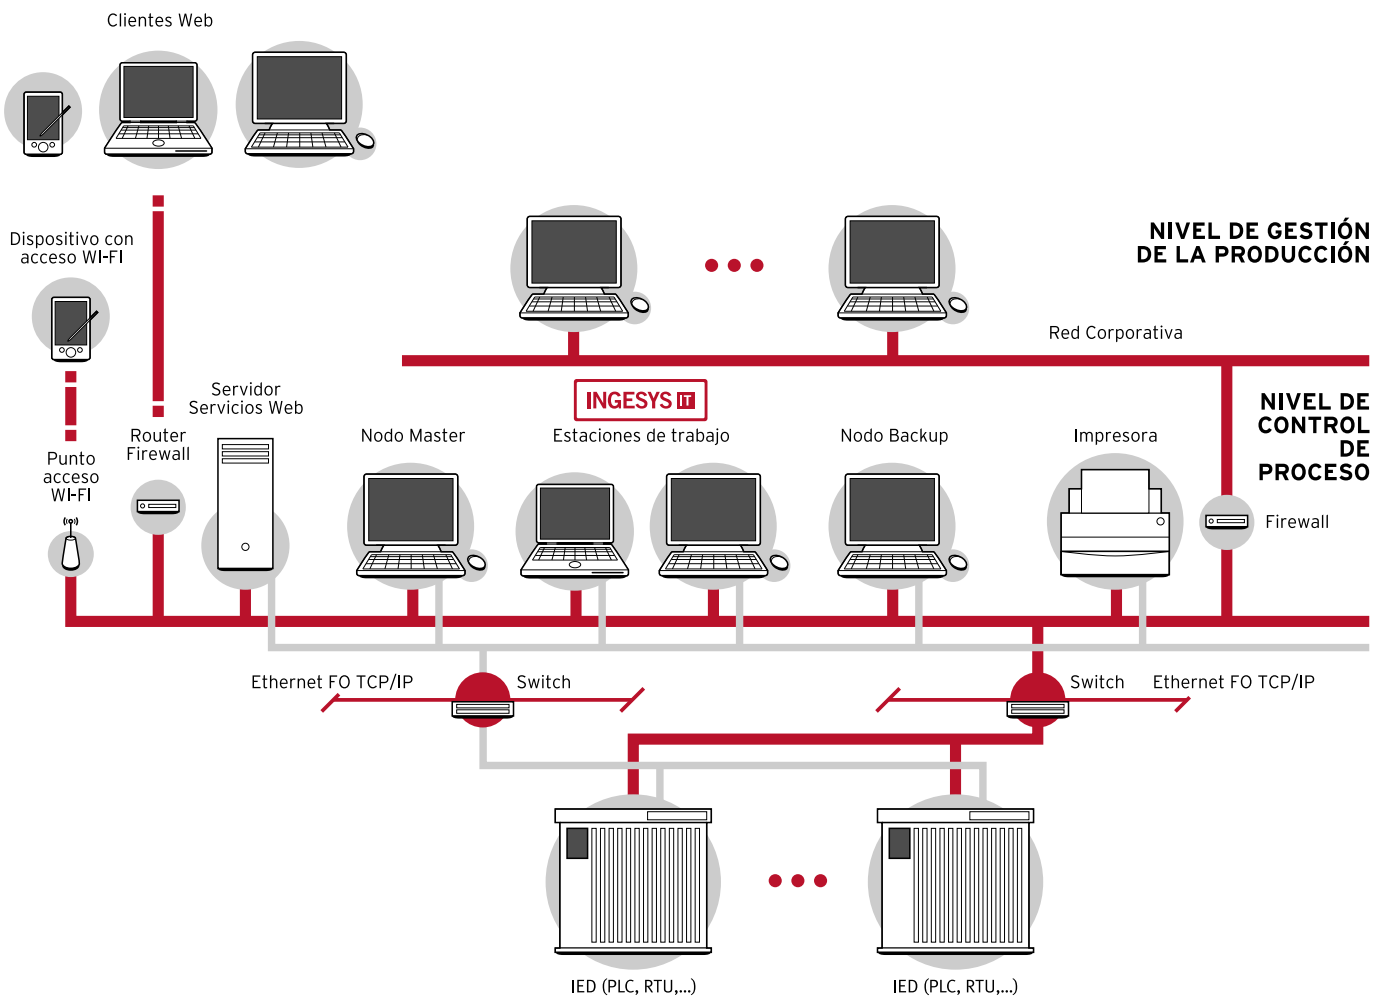 Clientes Web
Dispositivo con
acceso WI-FI
NIVEL DE GESTIÓN
DE LA PRODUCCIÓN
Red Corporativa
Servidor
Servicios Web
INGESYS IT
NIVEL DE
CONTROL
DE
PROCESO
Router
Firewall
Nodo Master
Estaciones de trabajo
Nodo Backup
Impresora
Punto
acceso
WI-FI
Firewall
Ethernet FO TCP/IP
Switch
Switch
Ethernet FO TCP/IP
IED (PLC, RTU,...)
IED (PLC, RTU,...)